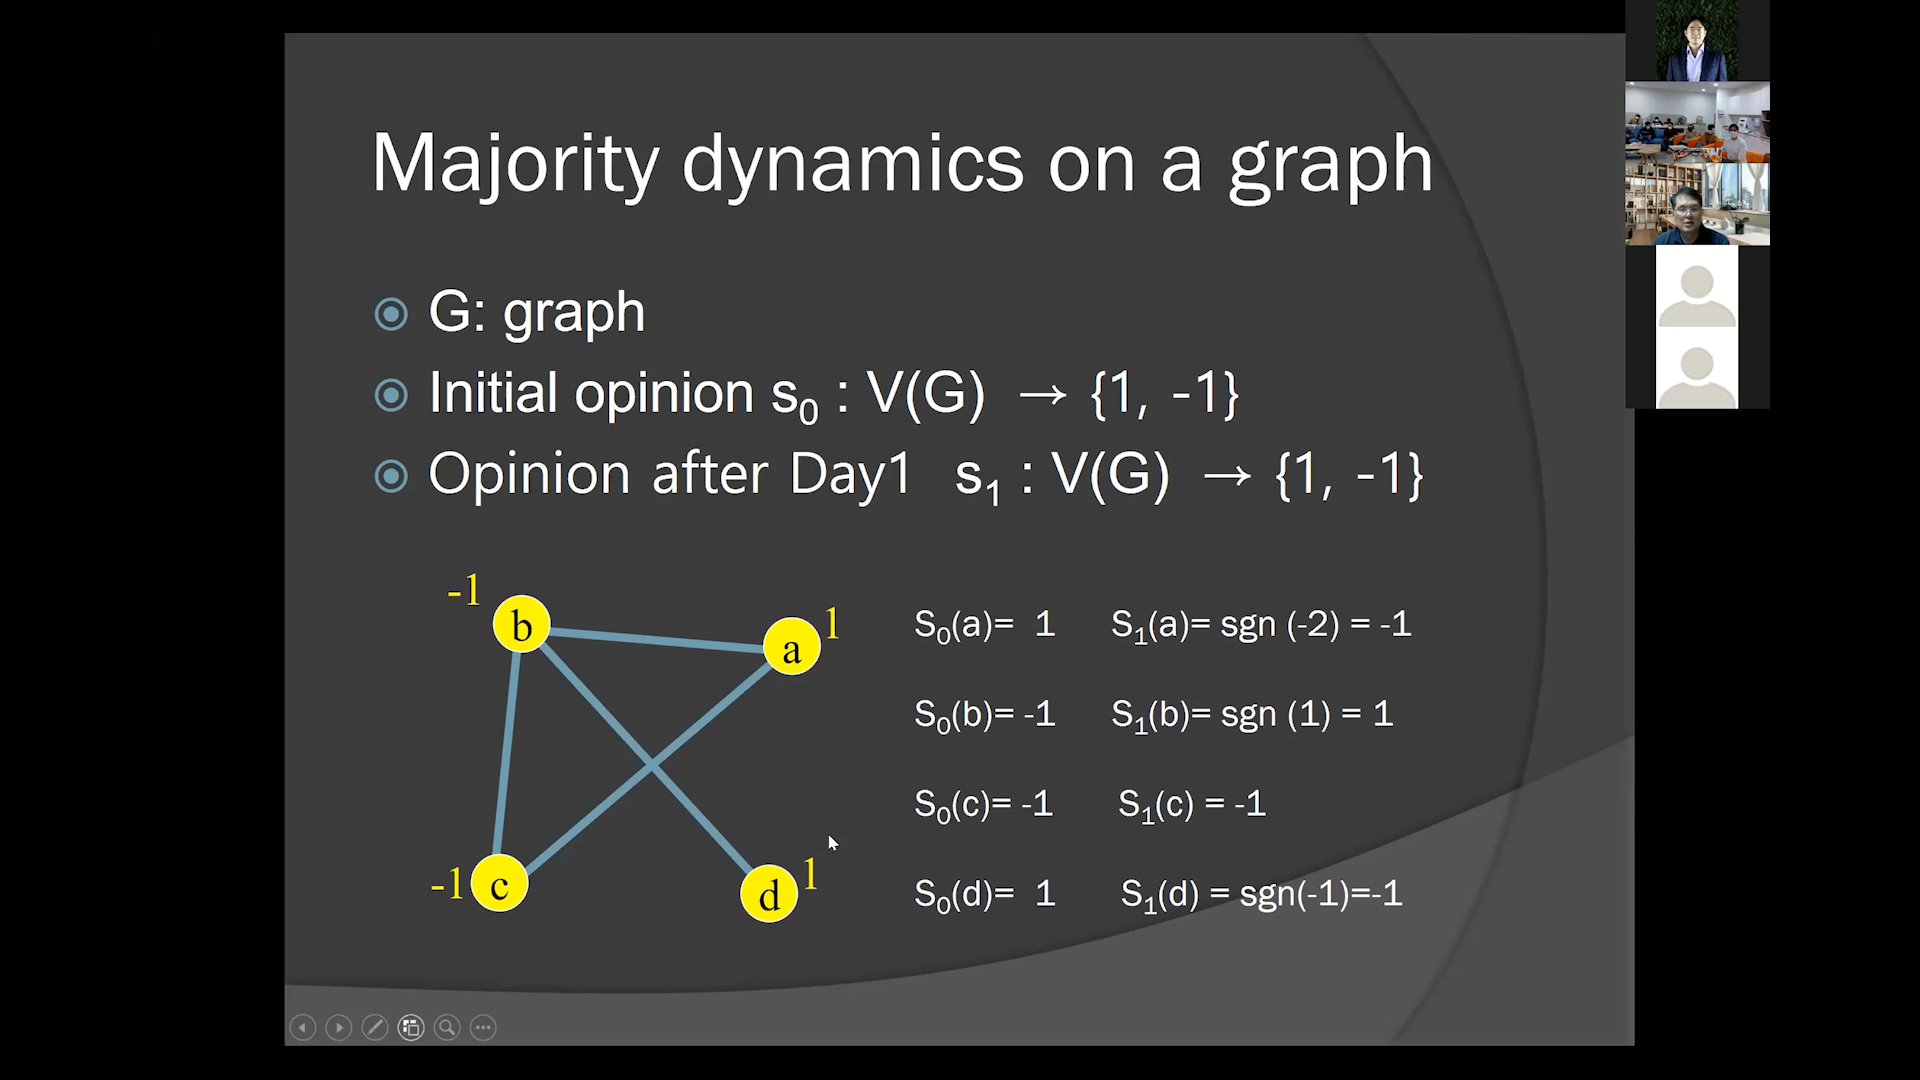 Majority dynamics on a graph
G: graph
Initial opinion s₀ : V(G) → {1, -1}
Opinion after Day1 s₁ : V(G) → {1, -1}
-1
b
a
1
-1
c
d
1
S₀(a)= 1 S₁(a)= sgn (-2) = -1
S₀(b)= -1 S₁(b)= sgn (1) = 1
S₀(c)= -1 S₁(c) = -1
S₀(d)= 1 S₁(d) = sgn(-1)=-1